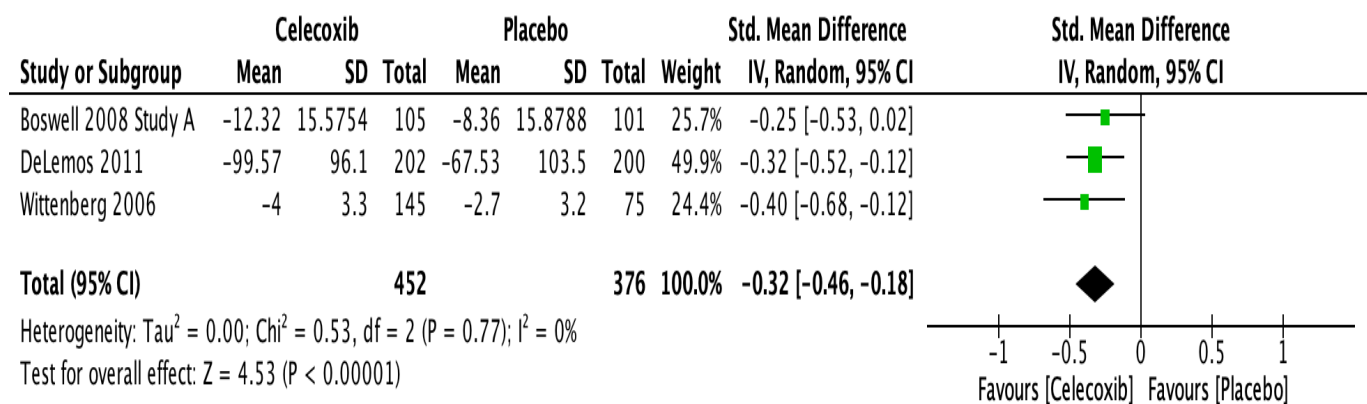 Celecoxib Placebo Std. Mean Difference Std. Mean Difference
Study or Subgroup Mean SD Total Mean SD Total Weight IV, Random, 95% CI IV, Random, 95% CI
Boswell 2008 Study A −12.32 15.5754 105 −8.36 15.8788 101 25.7% −0.25 [−0.53, 0.02]
DeLemos 2011 −99.57 96.1 202 −67.53 103.5 200 49.9% −0.32 [−0.52, −0.12]
Wittenberg 2006 −4 3.3 145 −2.7 3.2 75 24.4% −0.40 [−0.68, −0.12]
Total (95% CI) 452 376 100.0% −0.32 [−0.46, −0.18]
Heterogeneity: Tau² = 0.00; Chi² = 0.53, df = 2 (P = 0.77); I² = 0%
Test for overall effect: Z = 4.53 (P < 0.00001)
−1 −0.5 0 0.5 1
Favours [Celecoxib] Favours [Placebo]